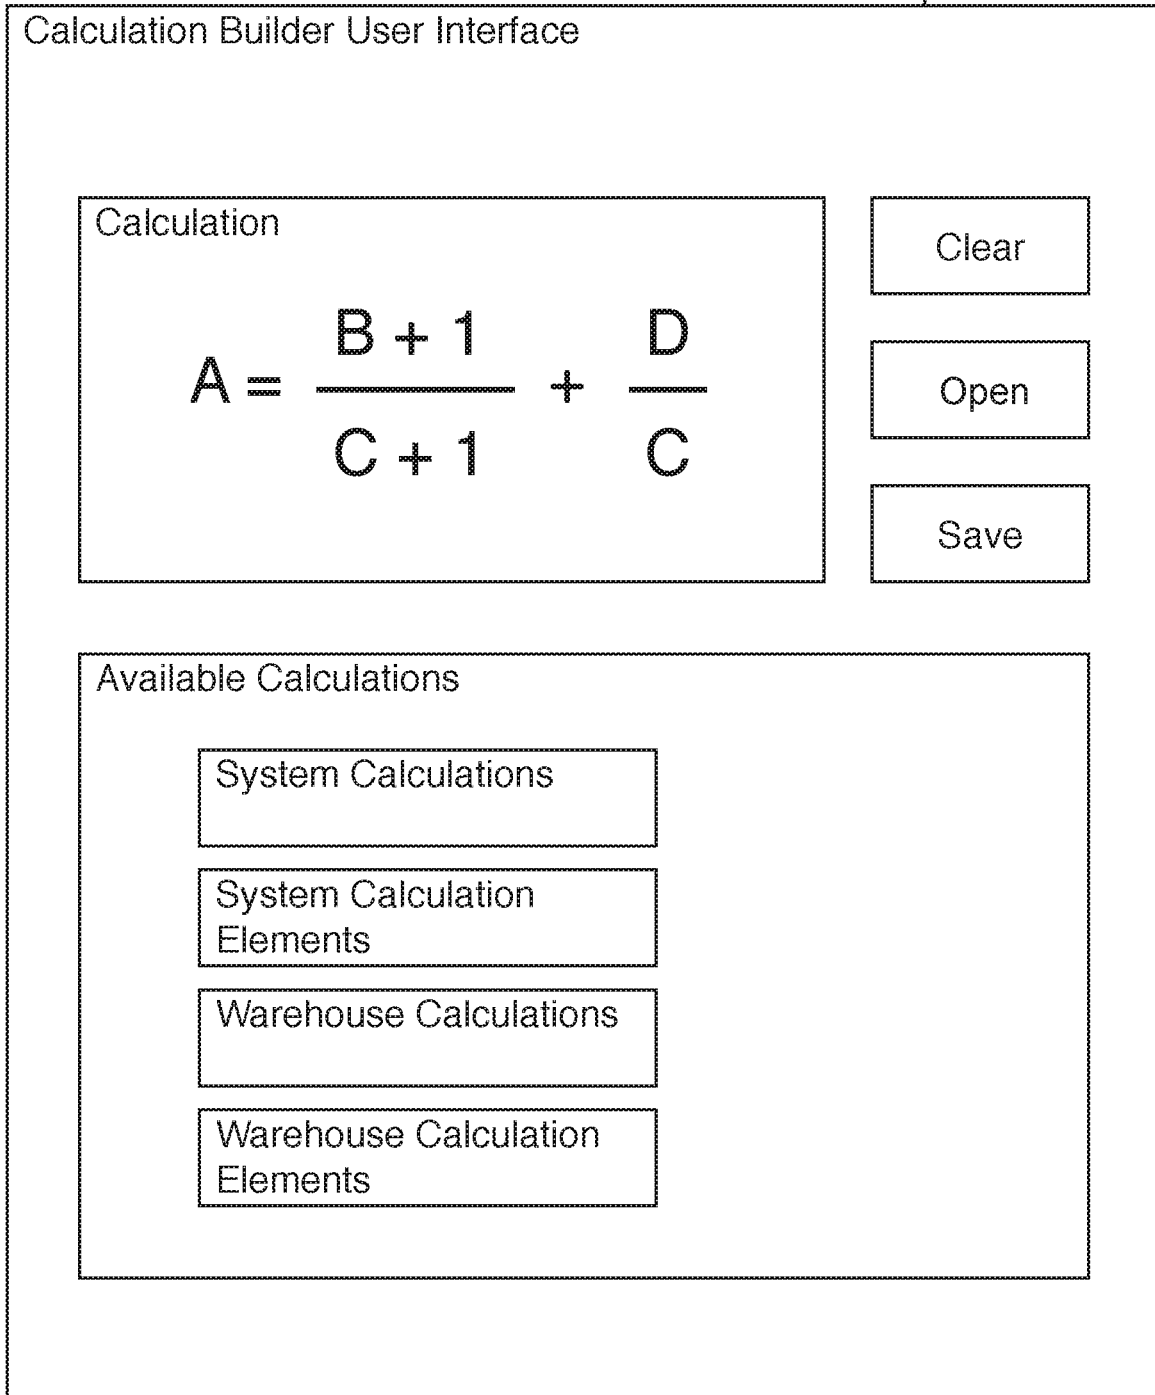 Calculation Builder User Interface
Calculation
A = B + 1 / C + 1 + D / C
Clear
Open
Save
Available Calculations
System Calculations
System Calculation
Elements
Warehouse Calculations
Warehouse Calculation
Elements